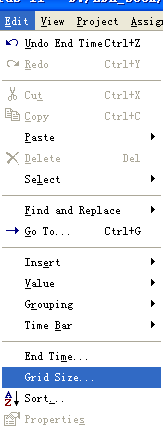 Edit View Project Assig
Undo End Time Ctrl+Z
Redo Ctrl+Y
Cut Ctrl+X
Copy Ctrl+C
Paste
Delete Del
Select
Find and Replace
Go To... Ctrl+G
Insert
Value
Grouping
Time Bar
End Time...
Grid Size...
Sort...
Properties